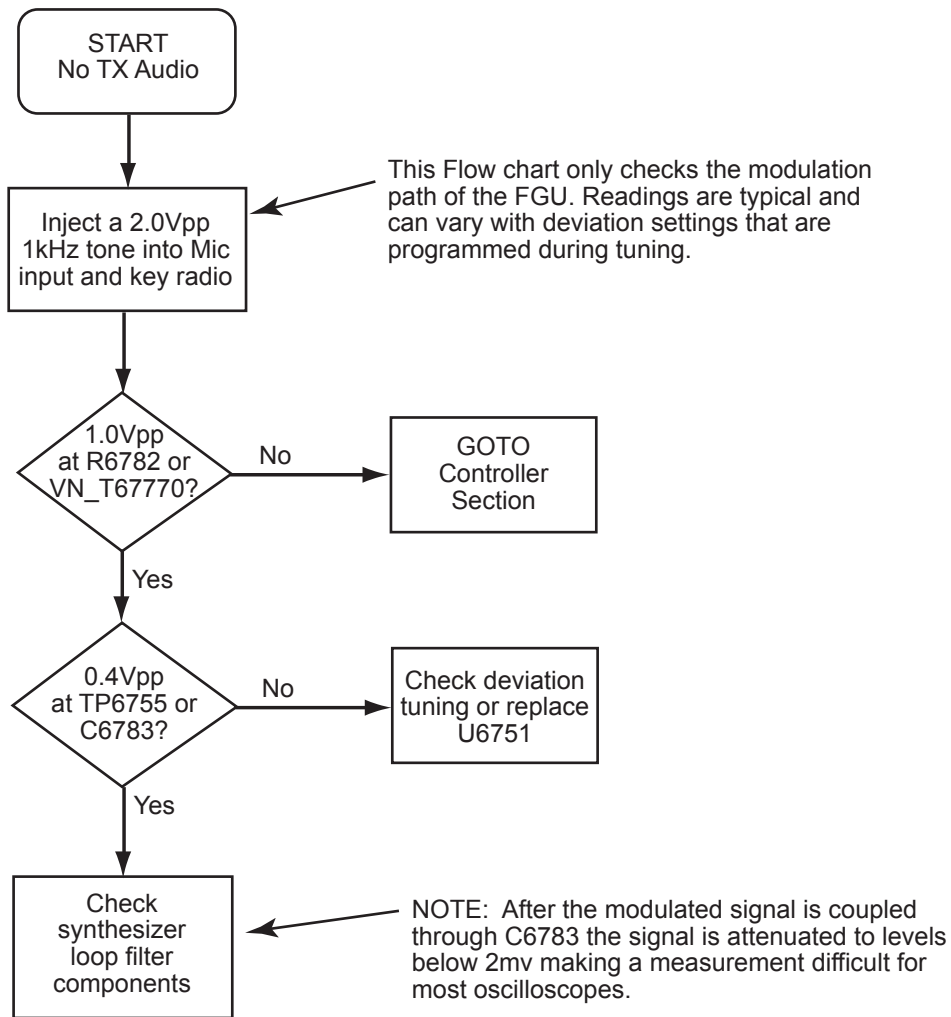 START
No TX Audio
This Flow chart only checks the modulation
path of the FGU. Readings are typical and
can vary with deviation settings that are
programmed during tuning.
Inject a 2.0Vpp
1kHz tone into Mic
input and key radio
1.0Vpp
at R6782 or
VN_T67770?
No
GOTO
Controller
Section
Yes
0.4Vpp
at TP6755 or
C6783?
No
Check deviation
tuning or replace
U6751
Yes
Check
synthesizer
loop filter
components
NOTE: After the modulated signal is coupled
through C6783 the signal is attenuated to levels
below 2mv making a measurement difficult for
most oscilloscopes.